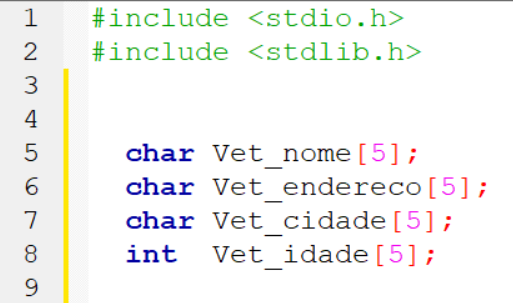 1 #include <stdio.h>
2 #include <stdlib.h>
3
4
5 char Vet_nome[5];
6 char Vet_endereco[5];
7 char Vet_cidade[5];
8 int  Vet_idade[5];
9